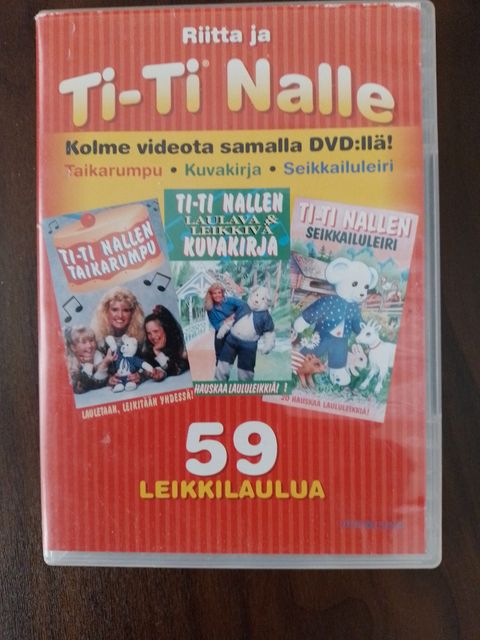 Riitta ja
Ti-Ti® Nalle
Kolme videota samalla DVD:llä!
Taikarumpu • Kuvakirja • Seikkailuleiri
TI-TI NALLEN
TAIKARUMPU
LAULETAAN, LEIKITÄÄN YHDESSÄ!
TI-TI NALLEN
LAULAVA &
LEIKKIVÄ
KUVAKIRJA
HAUSKAA LAULULEIKKIÄ!
TI-TI NALLEN
SEIKKAILULEIRI
20 HAUSKAA LAULULEIKKIÄ!
59
LEIKKILAULUA